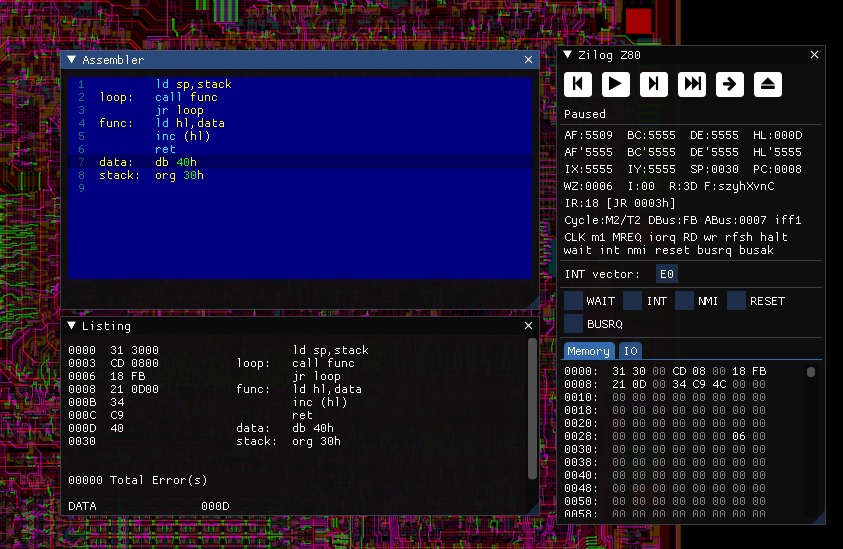 Assembler
1 ld sp,stack
2 loop: call func
3 jr loop
4 func: ld hl,data
5 inc (hl)
6 ret
7 data: db 40h
8 stack: org 30h
9
Listing
0000 31 3000 ld sp,stack
0003 CD 0800 loop: call func
0006 18 FB jr loop
0008 21 0D00 func: ld hl,data
000B 34 inc (hl)
000C C9 ret
000D 40 data: db 40h
0030 stack: org 30h
00000 Total Error(s)
DATA 000D
Zilog Z80
Paused
AF:5509 BC:5555 DE:5555 HL:000D
AF'5555 BC'5555 DE'5555 HL'5555
IX:5555 IY:5555 SP:0030 PC:0008
WZ:0006 I:00 R:3D F:szyhXvnC
IR:18 [JR 0003h]
Cycle:M2/T2 DBus:FB ABus:0007 iff1
CLK m1 MREQ iorq RD wr rfsh halt
wait int nmi reset busrq busak
INT vector: E0
WAIT INT NMI RESET
BUSRQ
Memory IO
0000: 31 30 00 CD 08 00 18 FB
0008: 21 0D 00 34 C9 4C 00 00
0010: 00 00 00 00 00 00 00 00
0018: 00 00 00 00 00 00 00 00
0020: 00 00 00 00 00 00 00 00
0028: 00 00 00 00 00 00 06 00
0030: 00 00 00 00 00 00 00 00
0038: 00 00 00 00 00 00 00 00
0040: 00 00 00 00 00 00 00 00
0048: 00 00 00 00 00 00 00 00
0050: 00 00 00 00 00 00 00 00
0058: 00 00 00 00 00 00 00 00